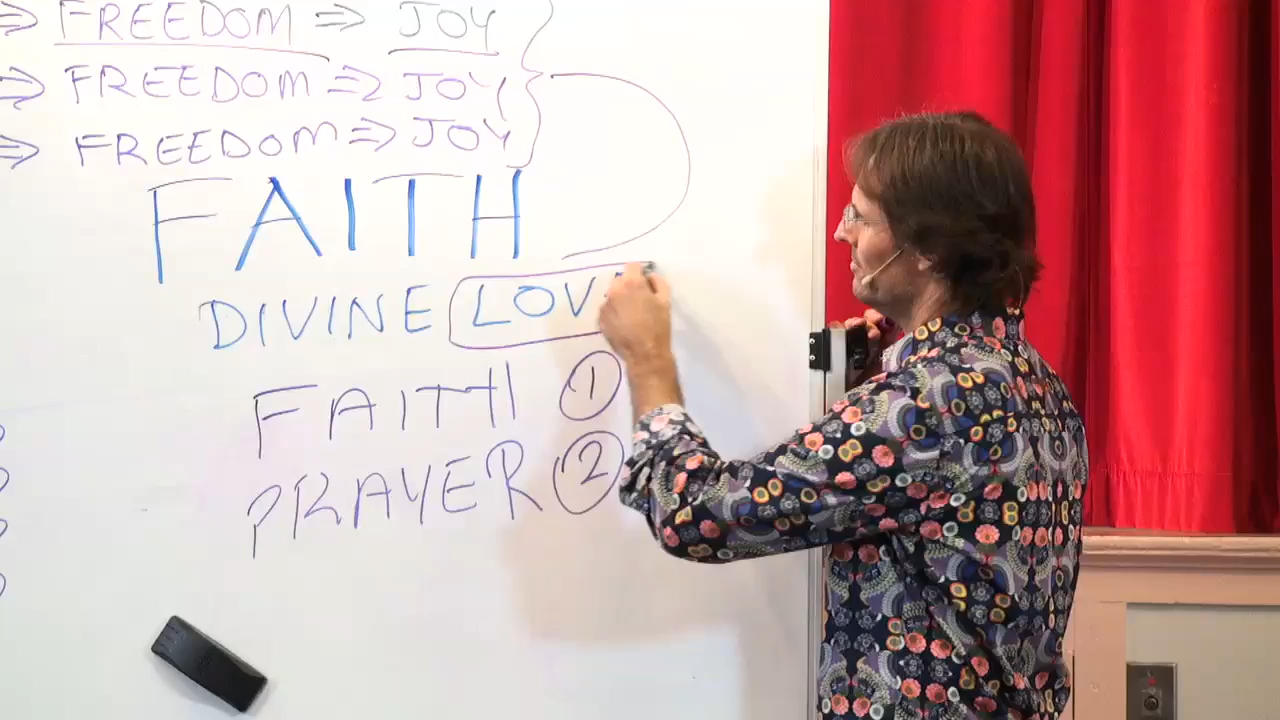 ⇒ FREEDOM ⇒ JOY
⇒ FREEDOM ⇒ JOY
⇒ FREEDOM ⇒ JOY
FAITH
DIVINE LOV
FAITH 1
PRAYER 2